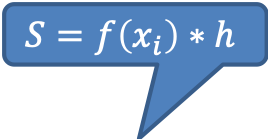 S = f(xᵢ) * h